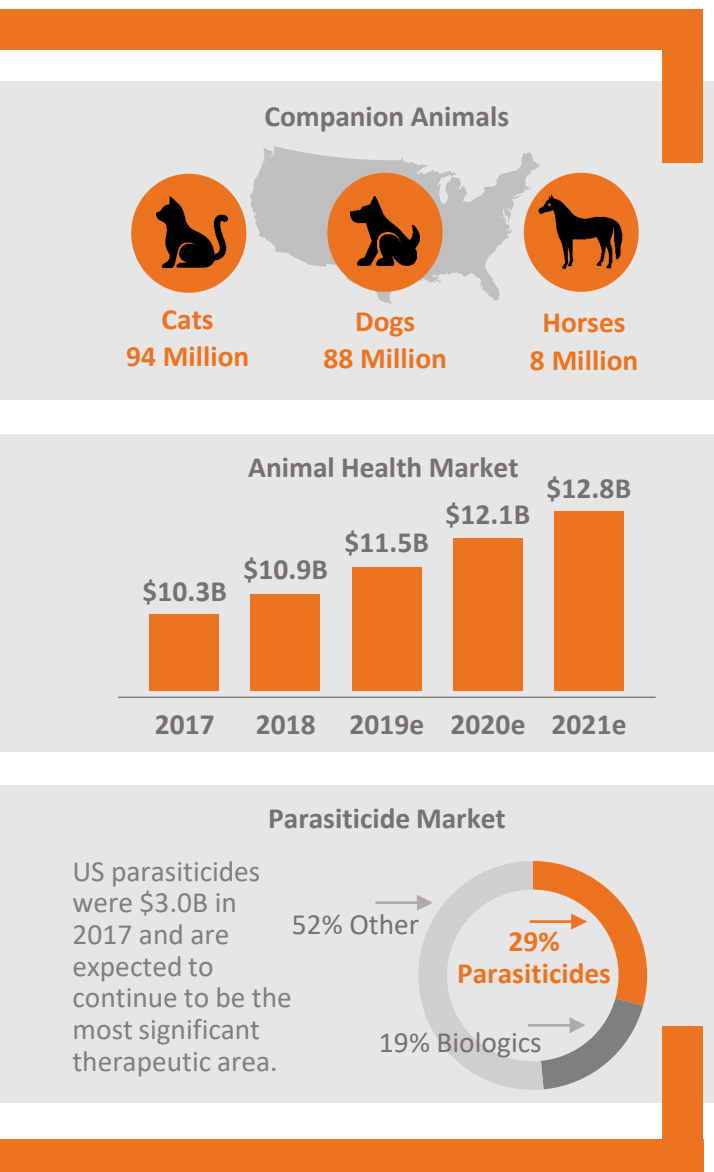 Companion Animals
Cats
94 Million
Dogs
88 Million
Horses
8 Million
Animal Health Market
$10.3B
$10.9B
$11.5B
$12.1B
$12.8B
2017
2018
2019e
2020e
2021e
Parasiticide Market
US parasiticides
were $3.0B in
2017 and are
expected to
continue to be the
most significant
therapeutic area.
52% Other
29%
Parasiticides
19% Biologics